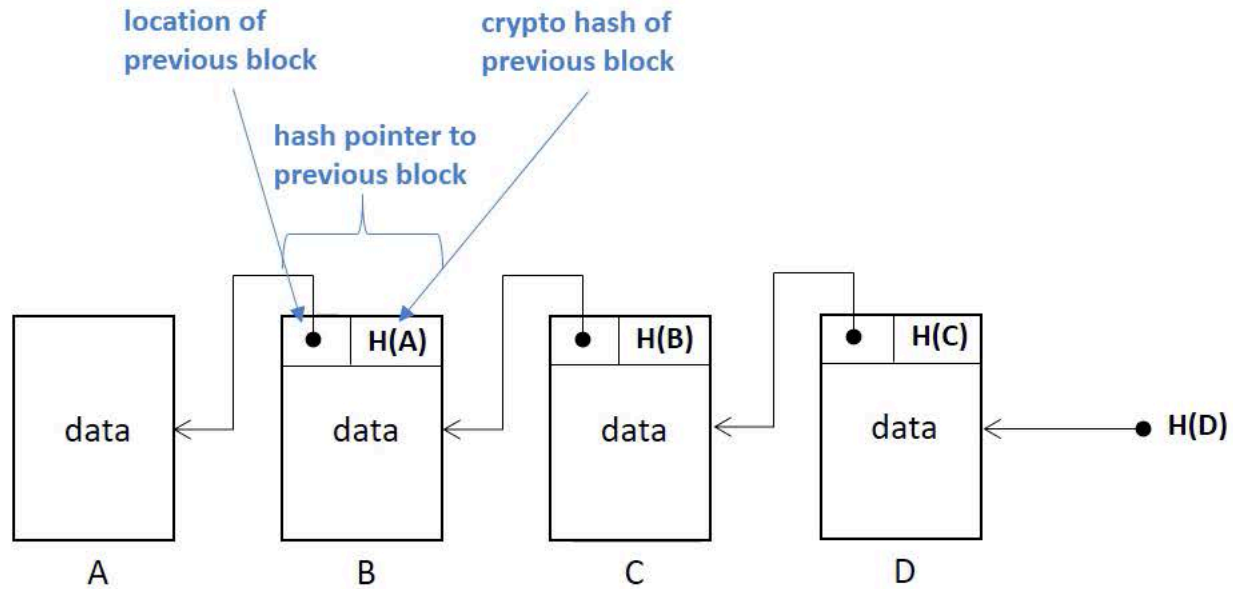 location of
previous block
crypto hash of
previous block
hash pointer to
previous block
H(A)
H(B)
H(C)
data
data
data
data
H(D)
A
B
C
D